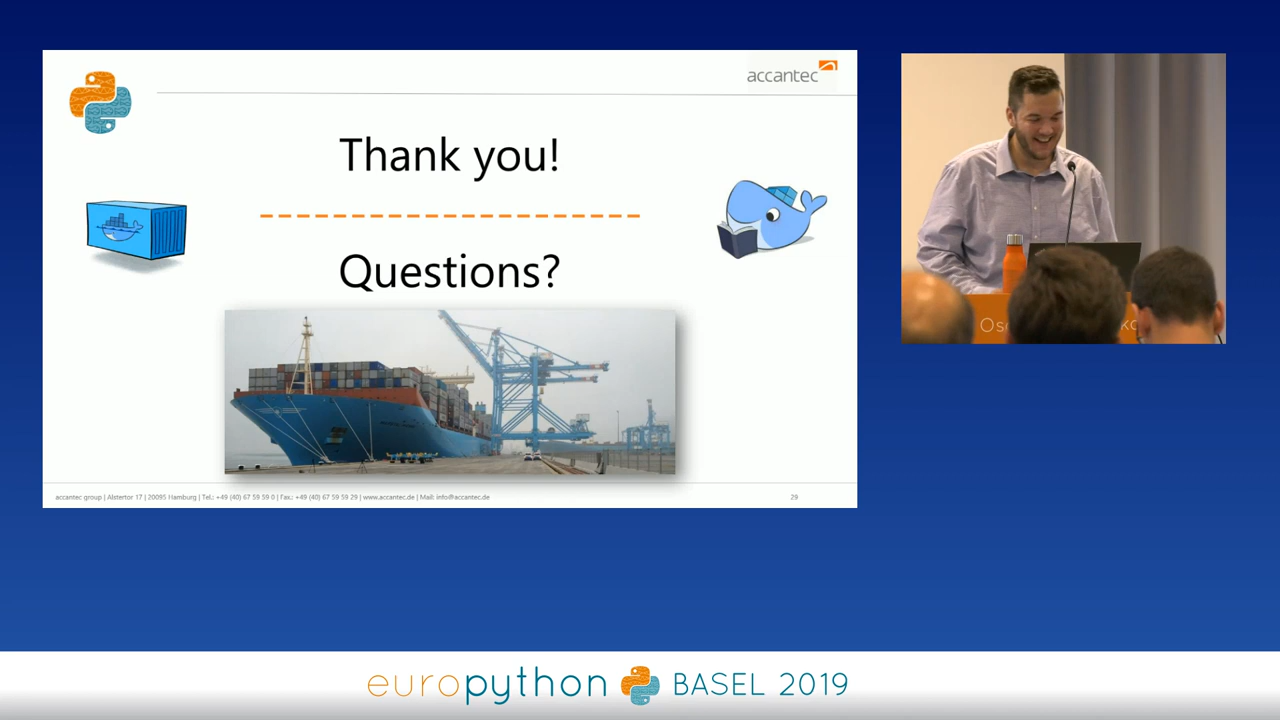 accantec
Thank you!
Questions?
accantec group | Alstertor 17 | 20095 Hamburg | Tel.: +49 (40) 67 59 59 0 | Fax.: +49 (40) 67 59 59 29 | www.accantec.de | Mail: info@accantec.de
29
europython BASEL 2019